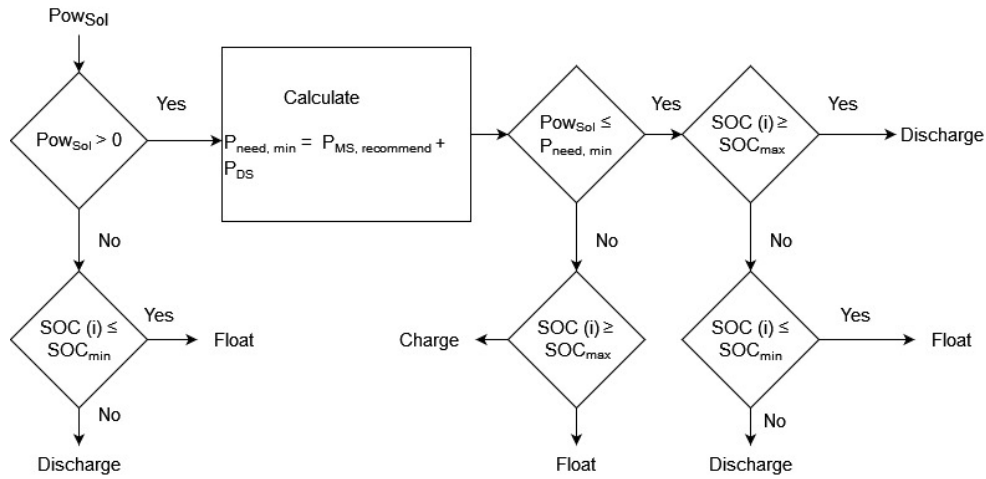 Pow_Sol
Pow_Sol > 0
Yes
Calculate
P_need, min = P_MS, recommend +
P_DS
Pow_Sol ≤
P_need, min
Yes
SOC (i) ≥
SOC_max
Yes
Discharge
No
No
No
SOC (i) ≤
SOC_min
Yes
Float
Charge
SOC (i) ≥
SOC_max
SOC (i) ≤
SOC_min
Yes
Float
No
No
Discharge
Float
Discharge